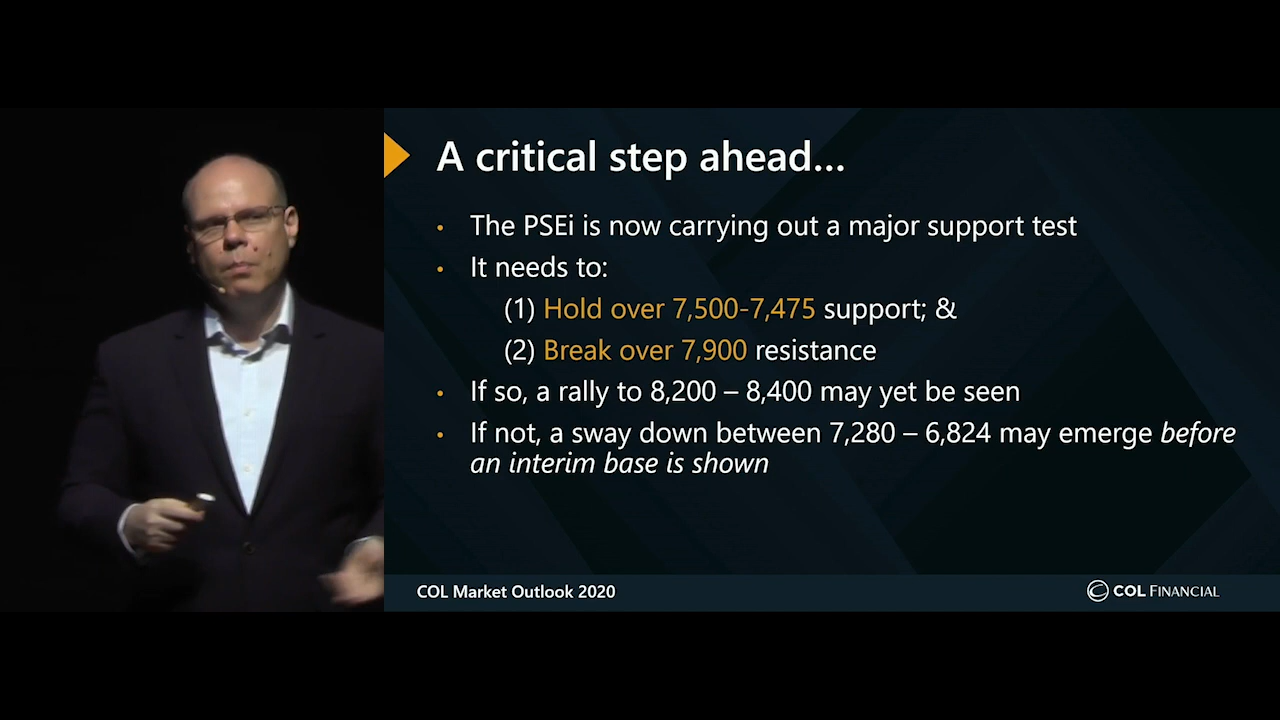 A critical step ahead...
• The PSEi is now carrying out a major support test
• It needs to:
(1) Hold over 7,500-7,475 support; &
(2) Break over 7,900 resistance
• If so, a rally to 8,200 – 8,400 may yet be seen
• If not, a sway down between 7,280 – 6,824 may emerge before
an interim base is shown
COL Market Outlook 2020
COL FINANCIAL